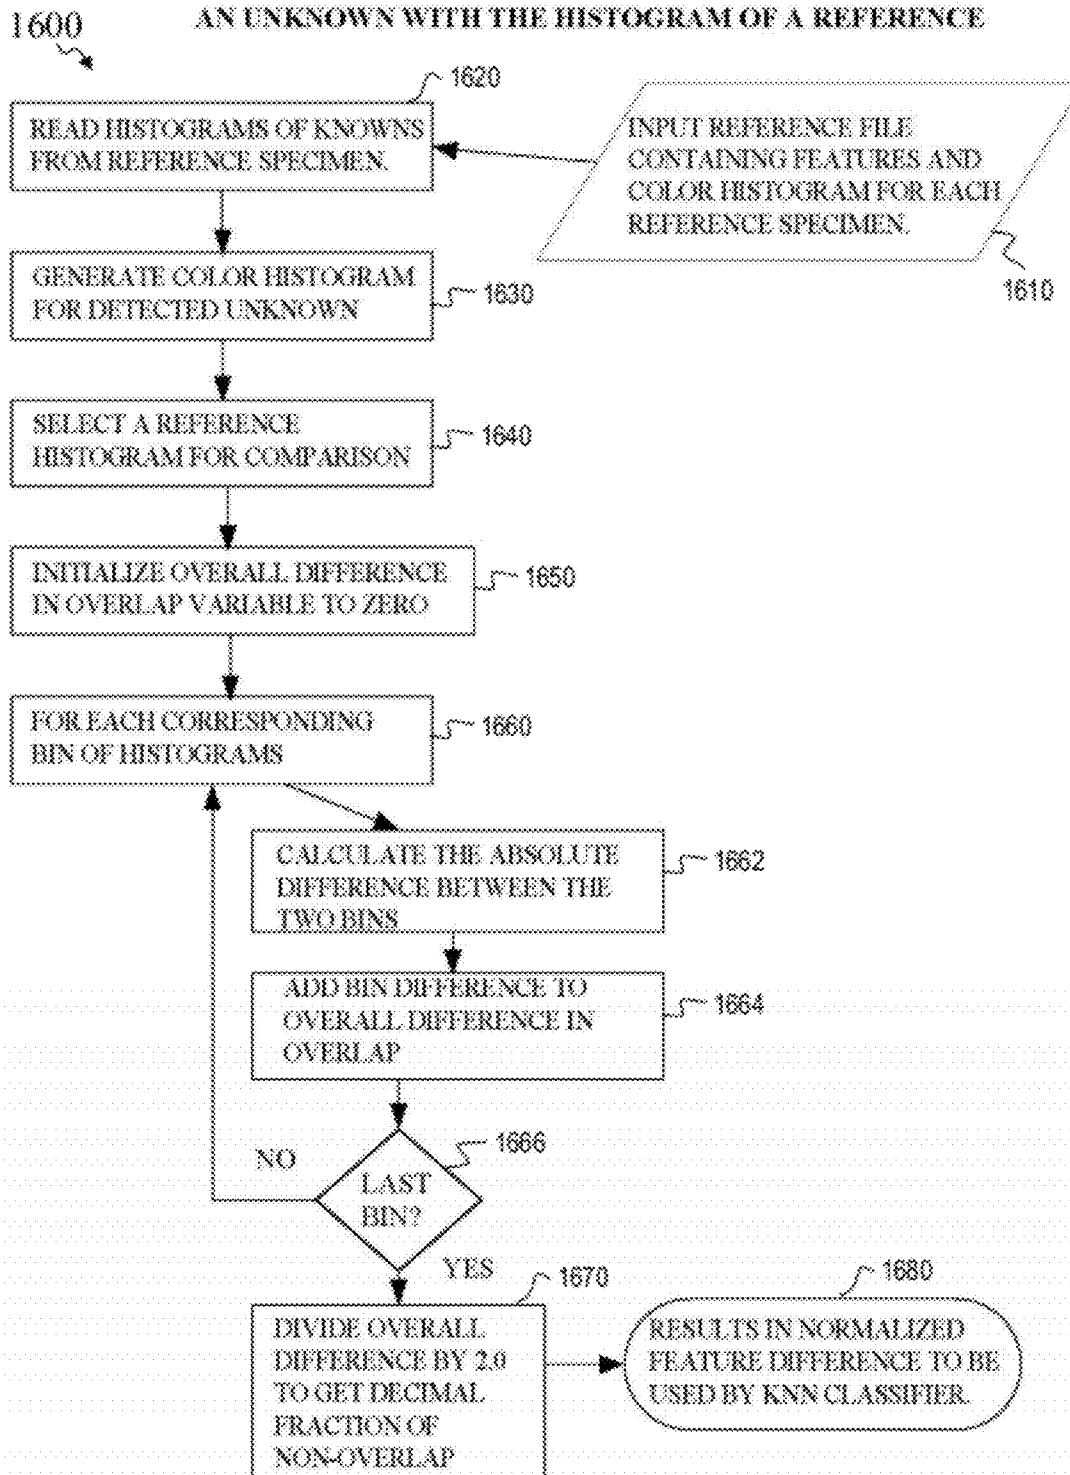 AN UNKNOWN WITH THE HISTOGRAM OF A REFERENCE
1600
1620
READ HISTOGRAMS OF KNOWNS
FROM REFERENCE SPECIMEN.
INPUT REFERENCE FILE
CONTAINING FEATURES AND
COLOR HISTOGRAM FOR EACH
REFERENCE SPECIMEN.
1610
GENERATE COLOR HISTOGRAM
FOR DETECTED UNKNOWN
1630
SELECT A REFERENCE
HISTOGRAM FOR COMPARISON
1640
INITIALIZE OVERALL DIFFERENCE
IN OVERLAP VARIABLE TO ZERO
1650
FOR EACH CORRESPONDING
BIN OF HISTOGRAMS
1660
CALCULATE THE ABSOLUTE
DIFFERENCE BETWEEN THE
TWO BINS
1662
ADD BIN DIFFERENCE TO
OVERALL DIFFERENCE IN
OVERLAP
1664
1666
NO
LAST
BIN?
YES
1670
DIVIDE OVERALL
DIFFERENCE BY 2.0
TO GET DECIMAL
FRACTION OF
NON-OVERLAP
1680
RESULTS IN NORMALIZED
FEATURE DIFFERENCE TO BE
USED BY KNN CLASSIFIER.